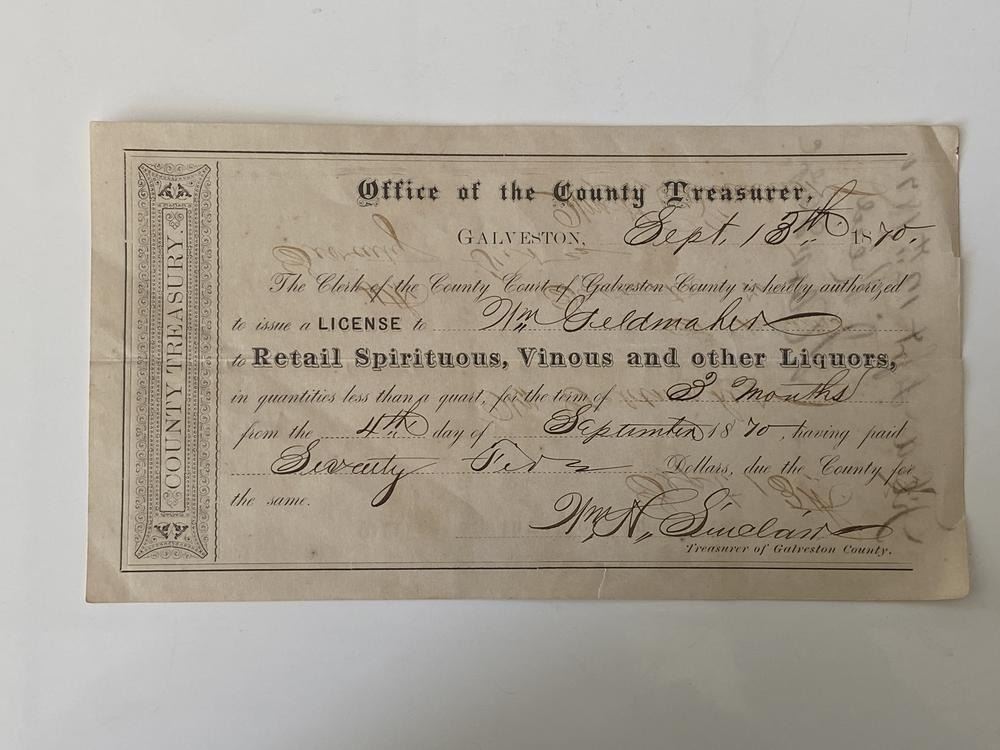 COUNTY TREASURY.
Office of the County Treasurer,
GALVESTON, Sept, 13th 1870.
The Clerk of the County Court of Galveston County is hereby authorized
to issue a LICENSE to Wm Geldmaher
to Retail Spirituous, Vinous and other Liquors,
in quantities less than a quart, for the term of 3 Months
from the 4th day of September 1870, having paid
Seventy Dollars, due the County for
the same.
Wm H, Sinclair
Treasurer of Galveston County.